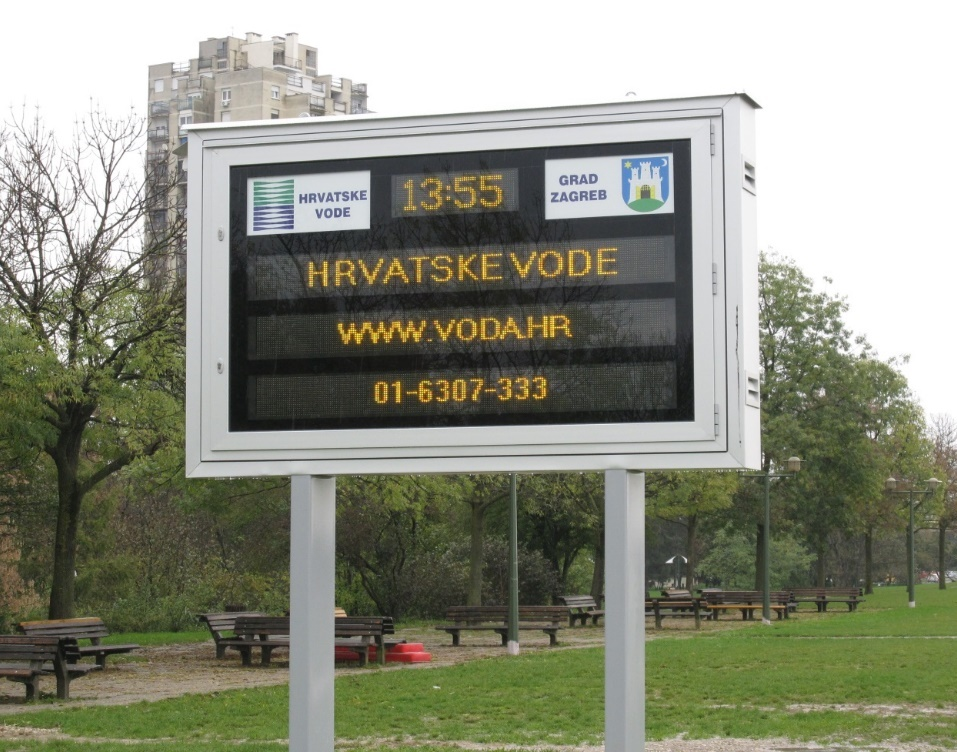 HRVATSKE
VODE
13:55
GRAD
ZAGREB
HRVATSKE VODE
WWW.VODA.HR
01-6307-333